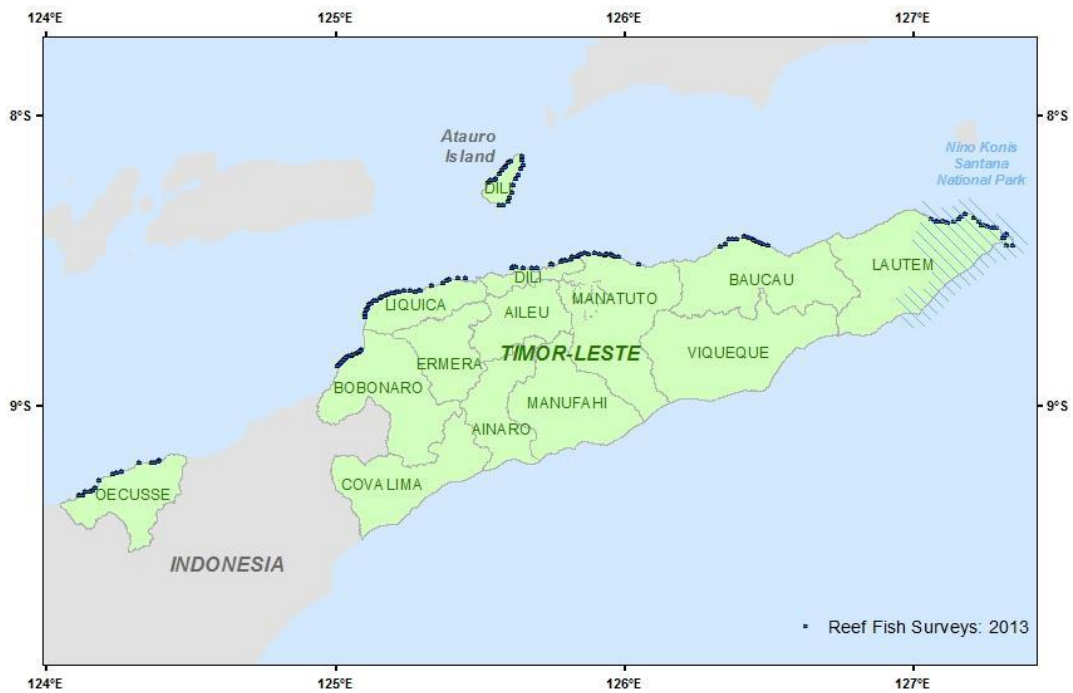 124°E 125°E 126°E 127°E
8°S 8°S
Atauro
Island
Nino Konis
Santana
National Park
DILI
LAUTEM
DILI
BAUCAU
LIQUICA
MANATUTO
AILEU
TIMOR-LESTE
VIQUEQUE
ERMERA
BOBONARO
MANUFAHI
9°S 9°S
AINARO
COVA LIMA
OECUSSE
INDONESIA
Reef Fish Surveys: 2013
124°E 125°E 126°E 127°E